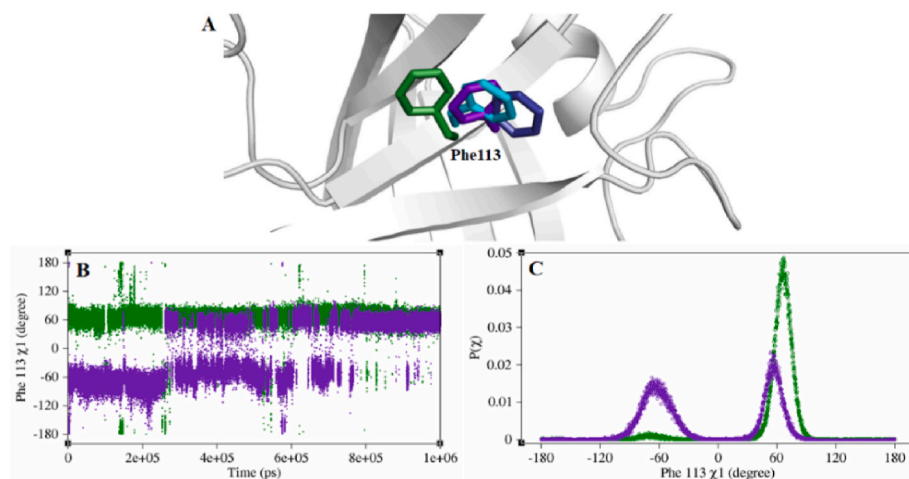 A
Phe113
B
180
120
60
0
-60
-120
-180
Phe 113 χ1 (degree)
0
2e+05
4e+05
6e+05
8e+05
1e+06
Time (ps)
C
0.05
0.04
0.03
0.02
0.01
0
P(χ)
-180
-120
-60
0
60
120
180
Phe 113 χ1 (degree)